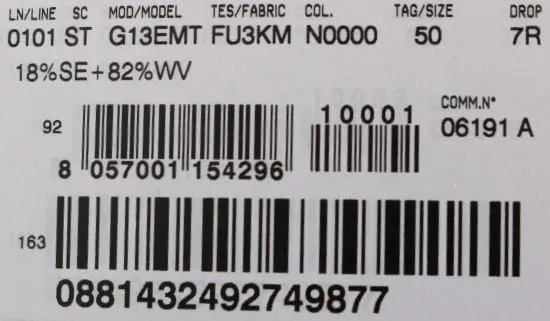 LN/LINE SC MOD/MODEL TES/FABRIC COL. TAG/SIZE DROP
0101 ST G13EMT FU3KM N0000 50 7R
18%SE+82%WV
10001
COMM.N°
92
06191 A
8 057001 154296
163
0881432492749877